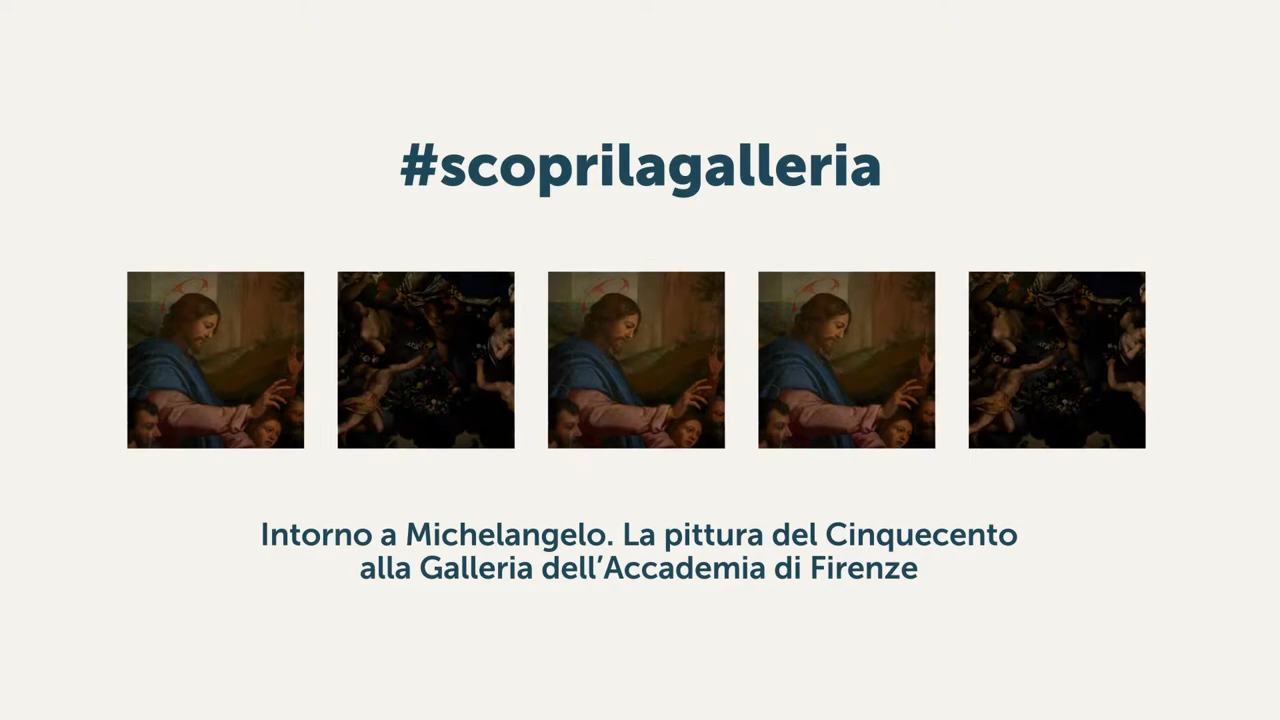 #scoprilagalleria
Intorno a Michelangelo. La pittura del Cinquecento
alla Galleria dell’Accademia di Firenze